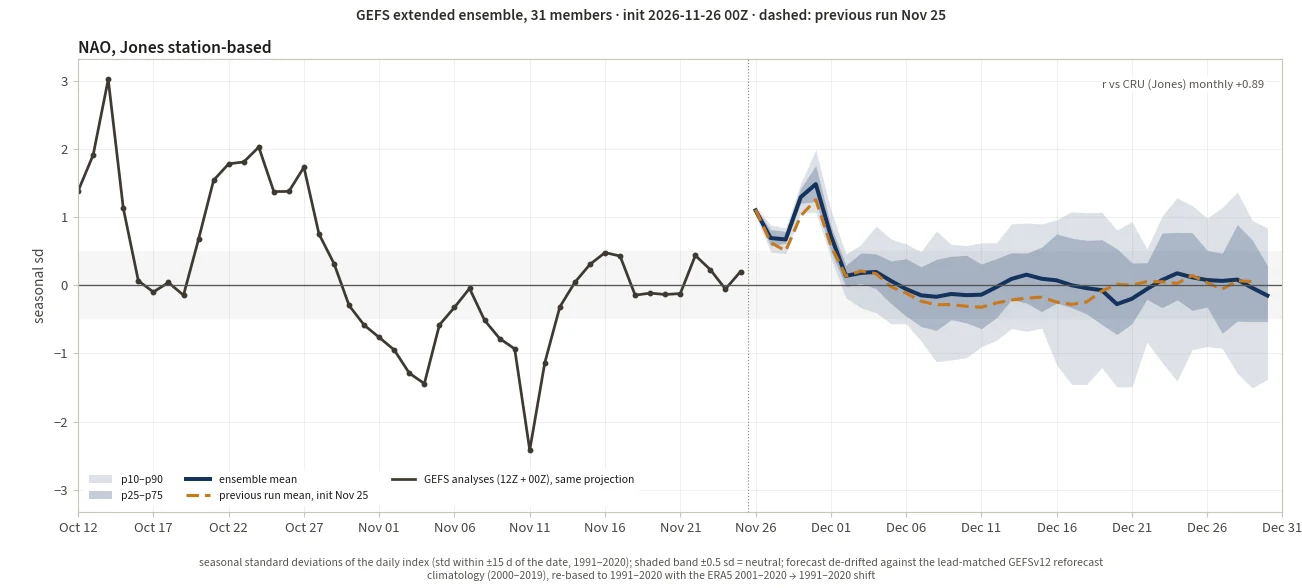 GEFS extended ensemble, 31 members · init 2026-11-26 00Z · dashed: previous run Nov 25
NAO, Jones station-based
r vs CRU (Jones) monthly +0.89
seasonal sd
3
2
1
0
−1
−2
−3
p10–p90
p25–p75
ensemble mean
previous run mean, init Nov 25
GEFS analyses (12Z + 00Z), same projection
Oct 12 Oct 17 Oct 22 Oct 27 Nov 01 Nov 06 Nov 11 Nov 16 Nov 21 Nov 26 Dec 01 Dec 06 Dec 11 Dec 16 Dec 21 Dec 26 Dec 31
seasonal standard deviations of the daily index (std within ±15 d of the date, 1991–2020); shaded band ±0.5 sd = neutral; forecast de-drifted against the lead-matched GEFSv12 reforecast
climatology (2000–2019), re-based to 1991–2020 with the ERA5 2001–2020 → 1991–2020 shift